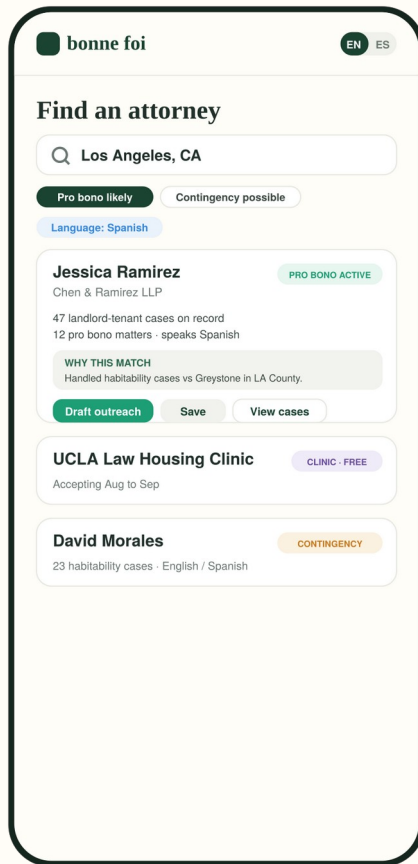 bonne foi
EN ES
Find an attorney
Los Angeles, CA
Pro bono likely
Contingency possible
Language: Spanish
Jessica Ramirez
PRO BONO ACTIVE
Chen & Ramirez LLP
47 landlord-tenant cases on record
12 pro bono matters · speaks Spanish
WHY THIS MATCH
Handled habitability cases vs Greystone in LA County.
Draft outreach
Save
View cases
UCLA Law Housing Clinic
CLINIC · FREE
Accepting Aug to Sep
David Morales
CONTINGENCY
23 habitability cases · English / Spanish